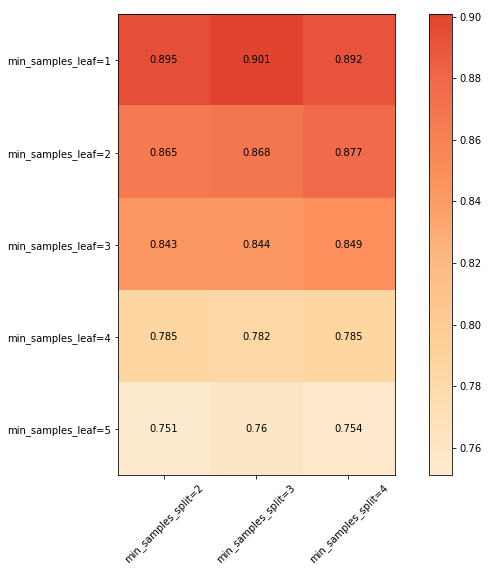 min_samples_leaf=1 0.895 0.901 0.892
min_samples_leaf=2 0.865 0.868 0.877
min_samples_leaf=3 0.843 0.844 0.849
min_samples_leaf=4 0.785 0.782 0.785
min_samples_leaf=5 0.751 0.76 0.754
min_samples_split=2 min_samples_split=3 min_samples_split=4
0.90
0.88
0.86
0.84
0.82
0.80
0.78
0.76